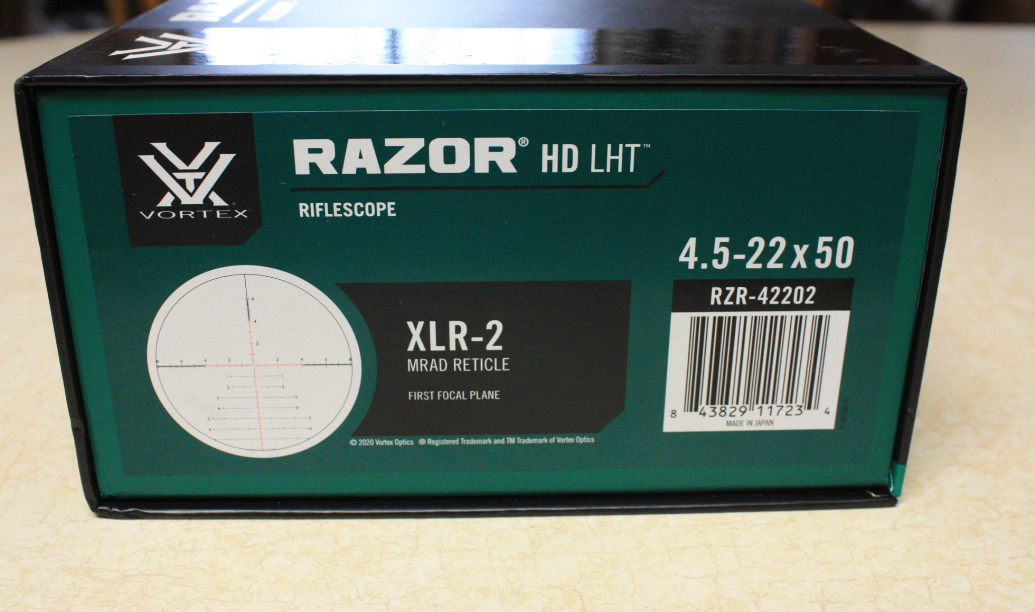 VORTEX
RAZOR® HD LHT™
RIFLESCOPE
4.5-22x50
RZR-42202
XLR-2
MRAD RETICLE
FIRST FOCAL PLANE
8 43829 11723 4
MADE IN JAPAN
© 2020 Vortex Optics ® Registered Trademark and TM Trademark of Vortex Optics